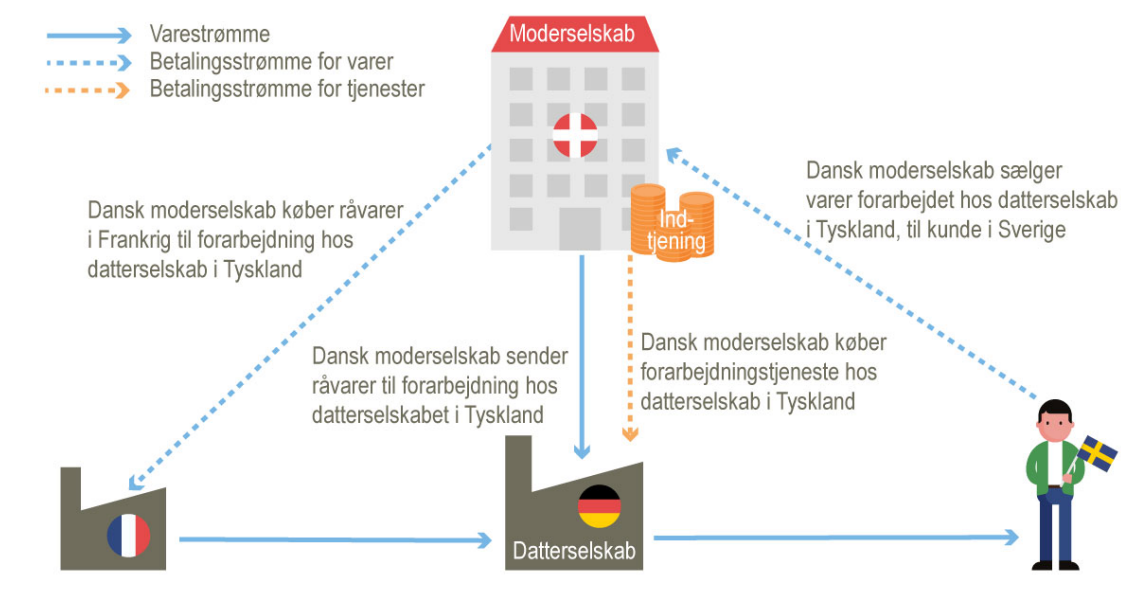 Varestrømme
Betalingsstrømme for varer
Betalingsstrømme for tjenester
Moderselskab
Dansk moderselskab køber råvarer
i Frankrig til forarbejdning hos
datterselskab i Tyskland
Ind-
tjening
Dansk moderselskab sælger
varer forarbejdet hos datterselskab
i Tyskland, til kunde i Sverige
Dansk moderselskab sender
råvarer til forarbejdning hos
datterselskabet i Tyskland
Dansk moderselskab køber
forarbejdningstjeneste hos
datterselskab i Tyskland
Datterselskab